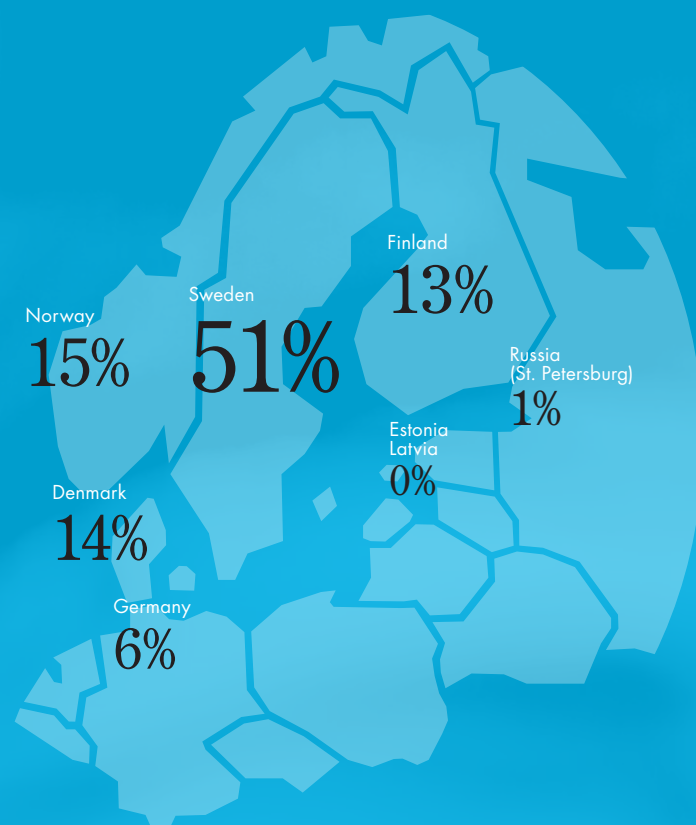 Finland
13%
Sweden
51%
Norway
15%
Russia
(St. Petersburg)
1%
Estonia
Latvia
0%
Denmark
14%
Germany
6%